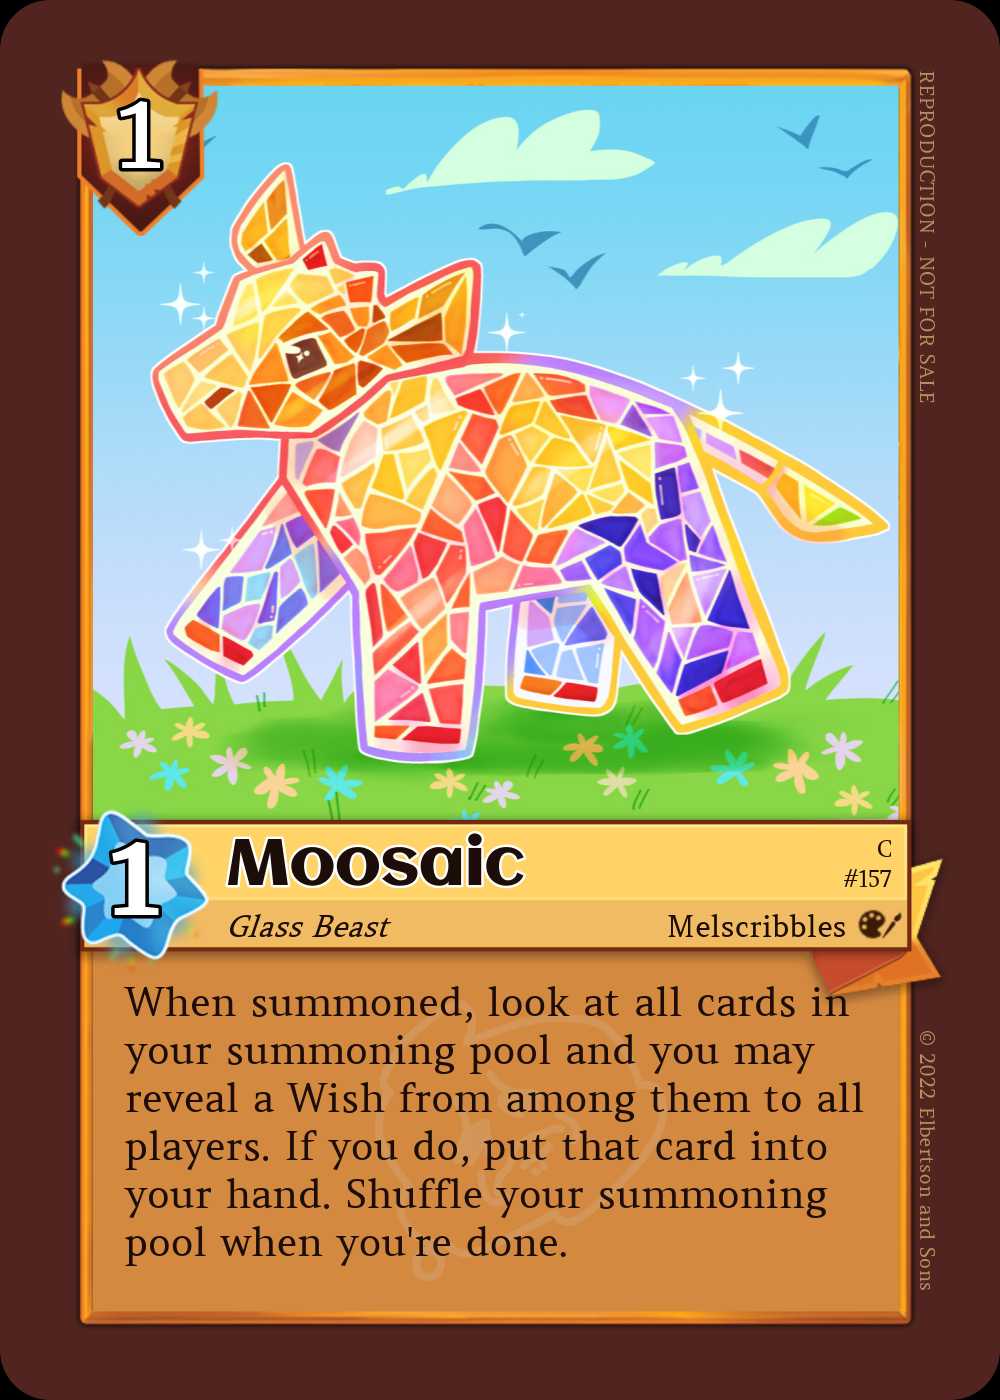 1
REPRODUCTION - NOT FOR SALE
1
Moosaic
C
#157
Glass Beast
Melscribbles
When summoned, look at all cards in
your summoning pool and you may
reveal a Wish from among them to all
players. If you do, put that card into
your hand. Shuffle your summoning
pool when you're done.
© 2022 Elbertson and Sons